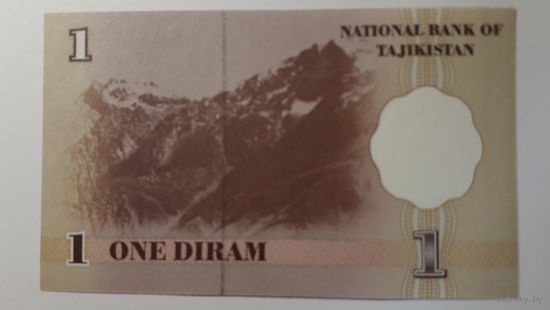 1
NATIONAL BANK OF
TAJIKISTAN
1 ONE DIRAM
1